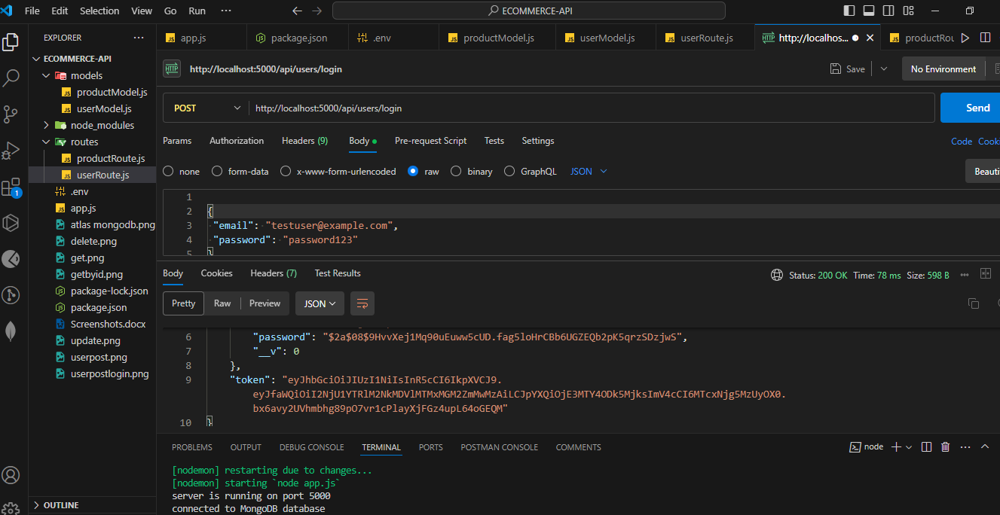 File Edit Selection View Go Run ··· ECOMMERCE-API
EXPLORER ···
app.js package.json .env productModel.js userModel.js userRoute.js http://localhos... productRou
ECOMMERCE-API
models
productModel.js
userModel.js
node_modules
routes
productRoute.js
userRoute.js
.env
app.js
atlas mongodb.png
delete.png
get.png
getbyid.png
package-lock.json
package.json
Screenshots.docx
update.png
userpost.png
userpostlogin.png
OUTLINE
1
HTTP http://localhost:5000/api/users/login Save No Environment
POST http://localhost:5000/api/users/login Send
Params Authorization Headers (9) Body Pre-request Script Tests Settings Code Cook
none form-data x-www-form-urlencoded raw binary GraphQL JSON Beauti
1
2 {
3 "email": "testuser@example.com",
4 "password": "password123"
5 }
Body Cookies Headers (7) Test Results Status: 200 OK Time: 78 ms Size: 598 B
Pretty Raw Preview JSON
6 "password": "$2a$08$9HvvXej1Mq90uEuww5cUD.fag5loHrCBb6UGZEQb2pK5qrzSDzjwS",
7 "__v": 0
8 },
9 "token": "eyJhbGciOiJIUzI1NiIsInR5cCI6IkpXVCJ9.
eyJfaWQiOiI2NjU1YTRlM2NkMDVlMTMxMGM2ZmMwMzAiLCJpYXQiOjE3MTY4ODk5MjksImV4cCI6MTcxNjg5MzUyOX0.
bx6avy2UVhmbhg89pO7vr1cPlayXjFGz4upL64oGEQM"
10 }
PROBLEMS OUTPUT DEBUG CONSOLE TERMINAL PORTS POSTMAN CONSOLE COMMENTS node
[nodemon] restarting due to changes...
[nodemon] starting `node app.js`
server is running on port 5000
connected to MongoDB database